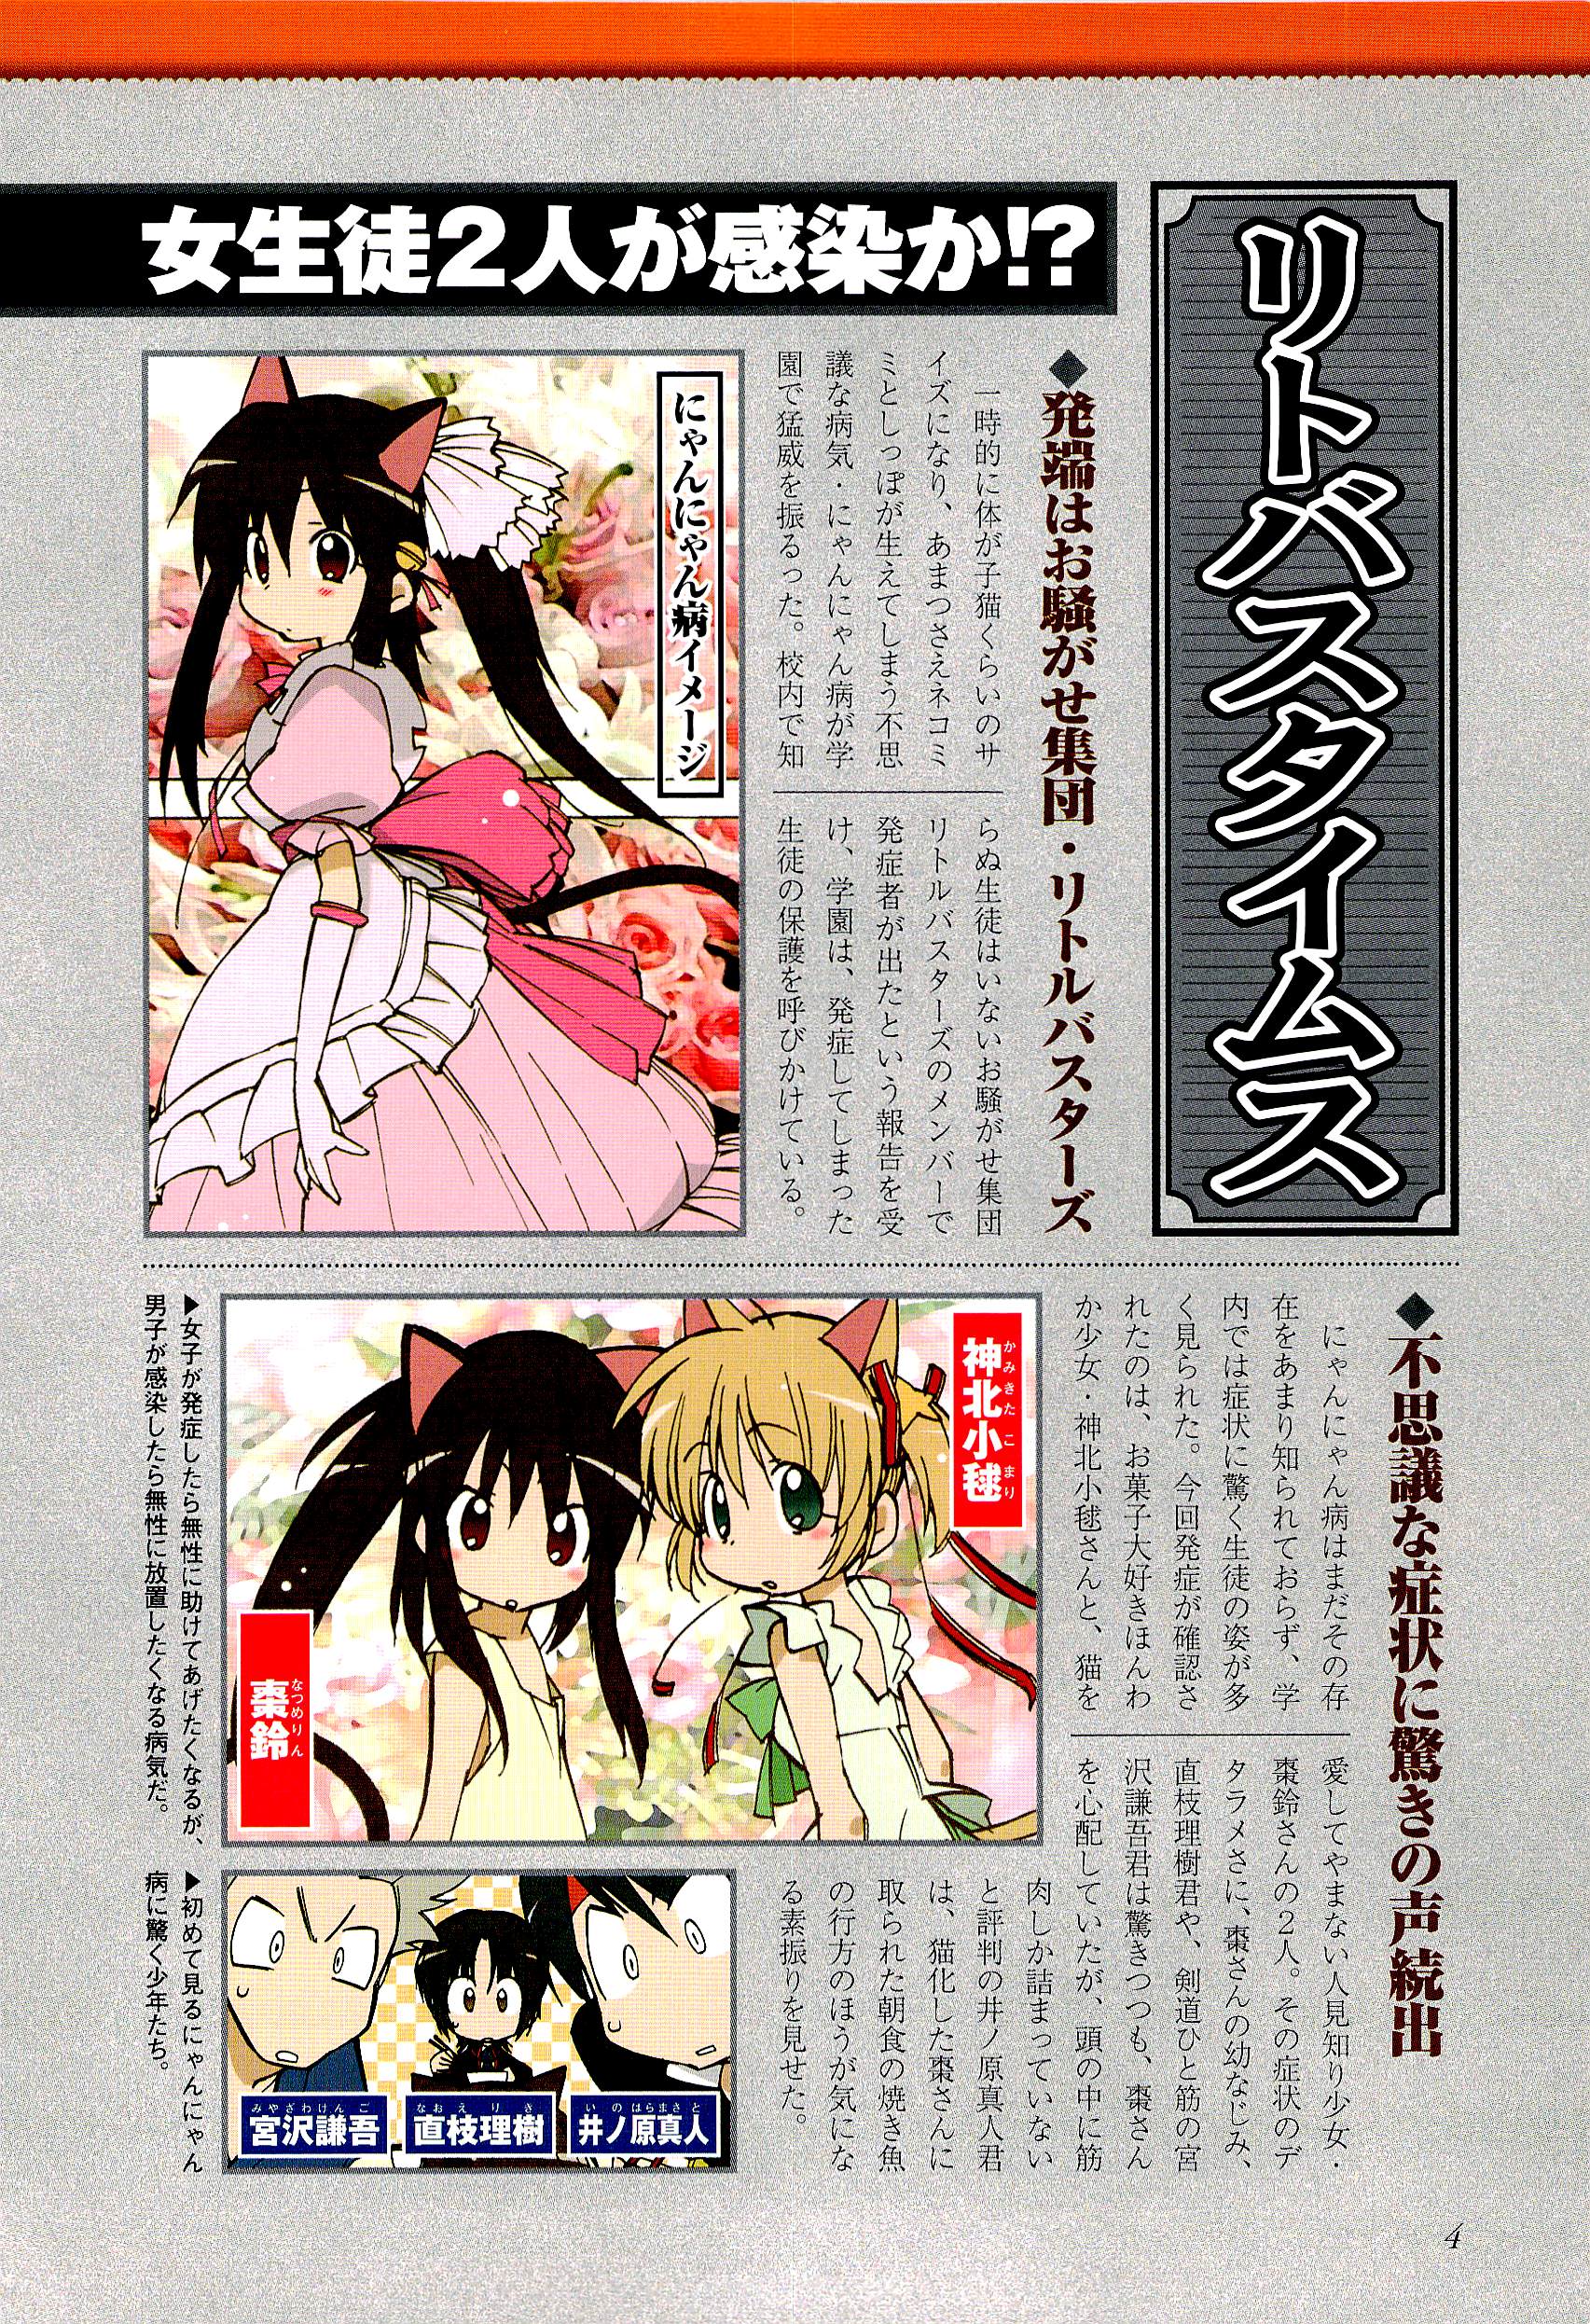 リトバスタイムス
女生徒2人が感染か!?
◆発端はお騒がせ集団・リトルバスターズ
一時的に体が子猫くらいのサ
イズになり、あまつさえネコミ
ミとしっぽが生えてしまう不思
議な病気・にゃんにゃん病が学
園で猛威を振るった。校内で知
らぬ生徒はいないお騒がせ集団
リトルバスターズのメンバーで
発症者が出たという報告を受
け、学園は、発症してしまった
生徒の保護を呼びかけている。
にゃんにゃん病イメージ
◆不思議な症状に驚きの声続出
にゃんにゃん病はまだその存
在をあまり知られておらず、学
内では症状に驚く生徒の姿が多
く見られた。今回発症が確認さ
れたのは、お菓子大好きほんわ
か少女・神北小毬さんと、猫を
愛してやまない人見知り少女・
棗鈴さんの2人。その症状のデ
タラメさに、棗さんの幼なじみ、
直枝理樹君や、剣道ひと筋の宮
沢謙吾君は驚きつつも、棗さん
を心配していたが、頭の中に筋
肉しか詰まっていない
と評判の井ノ原真人君
は、猫化した棗さんに
取られた朝食の焼き魚
の行方のほうが気にな
る素振りを見せた。
かみきたこまり
神北小毬
なつめりん
棗鈴
▶女子が発症したら無性に助けてあげたくなるが、
男子が感染したら無性に放置したくなる病気だ。
いのはらまさと
井ノ原真人
なおえりき
直枝理樹
みやざわけんご
宮沢謙吾
▶初めて見るにゃんにゃん
病に驚く少年たち。
4